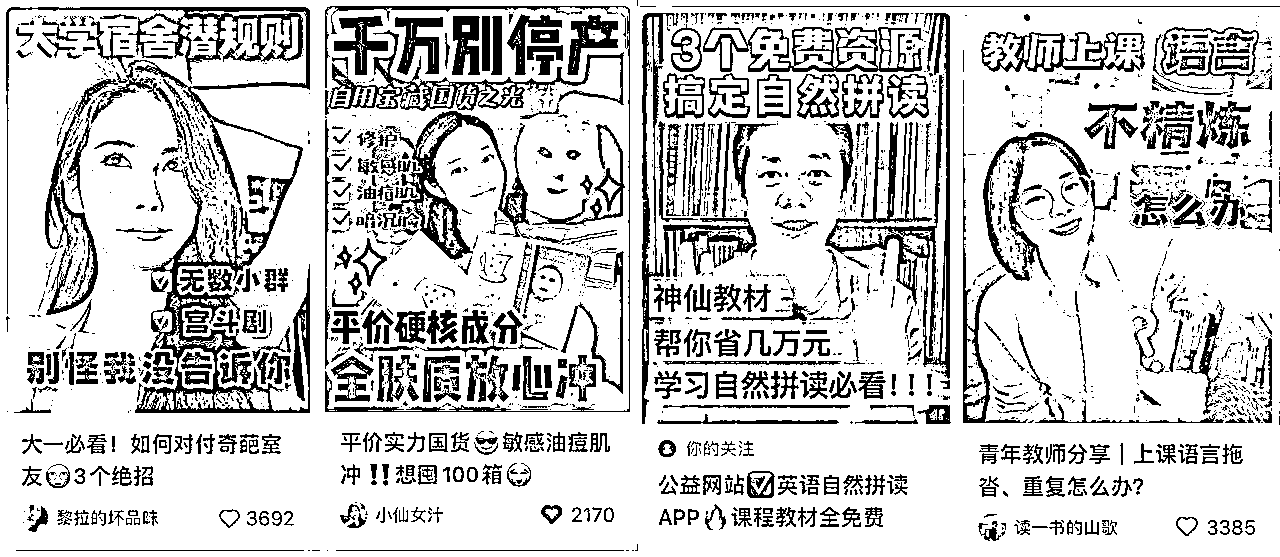 大学宿舍潜规则
无数小群
宫斗剧
别怪我没告诉你
大一必看！如何对付奇葩室
友3个绝招
黎拉的坏品味
3692
千万别停产
自用宝藏国货之光
修护
敏感肌
油痘肌
暗沉
平价硬核成分
全肤质放心冲
平价实力国货😎敏感油痘肌
冲‼️想囤100箱😏
小仙女汁
2170
3个免费资源
搞定自然拼读
神仙教材
帮你省几万元
学习自然拼读必看!!!
你的关注
公益网站☑️英语自然拼读
APP🔥课程教材全免费
教师上课 语言
不精炼
怎么办
青年教师分享｜上课语言拖
沓、重复怎么办?
读一书的山歌
3385